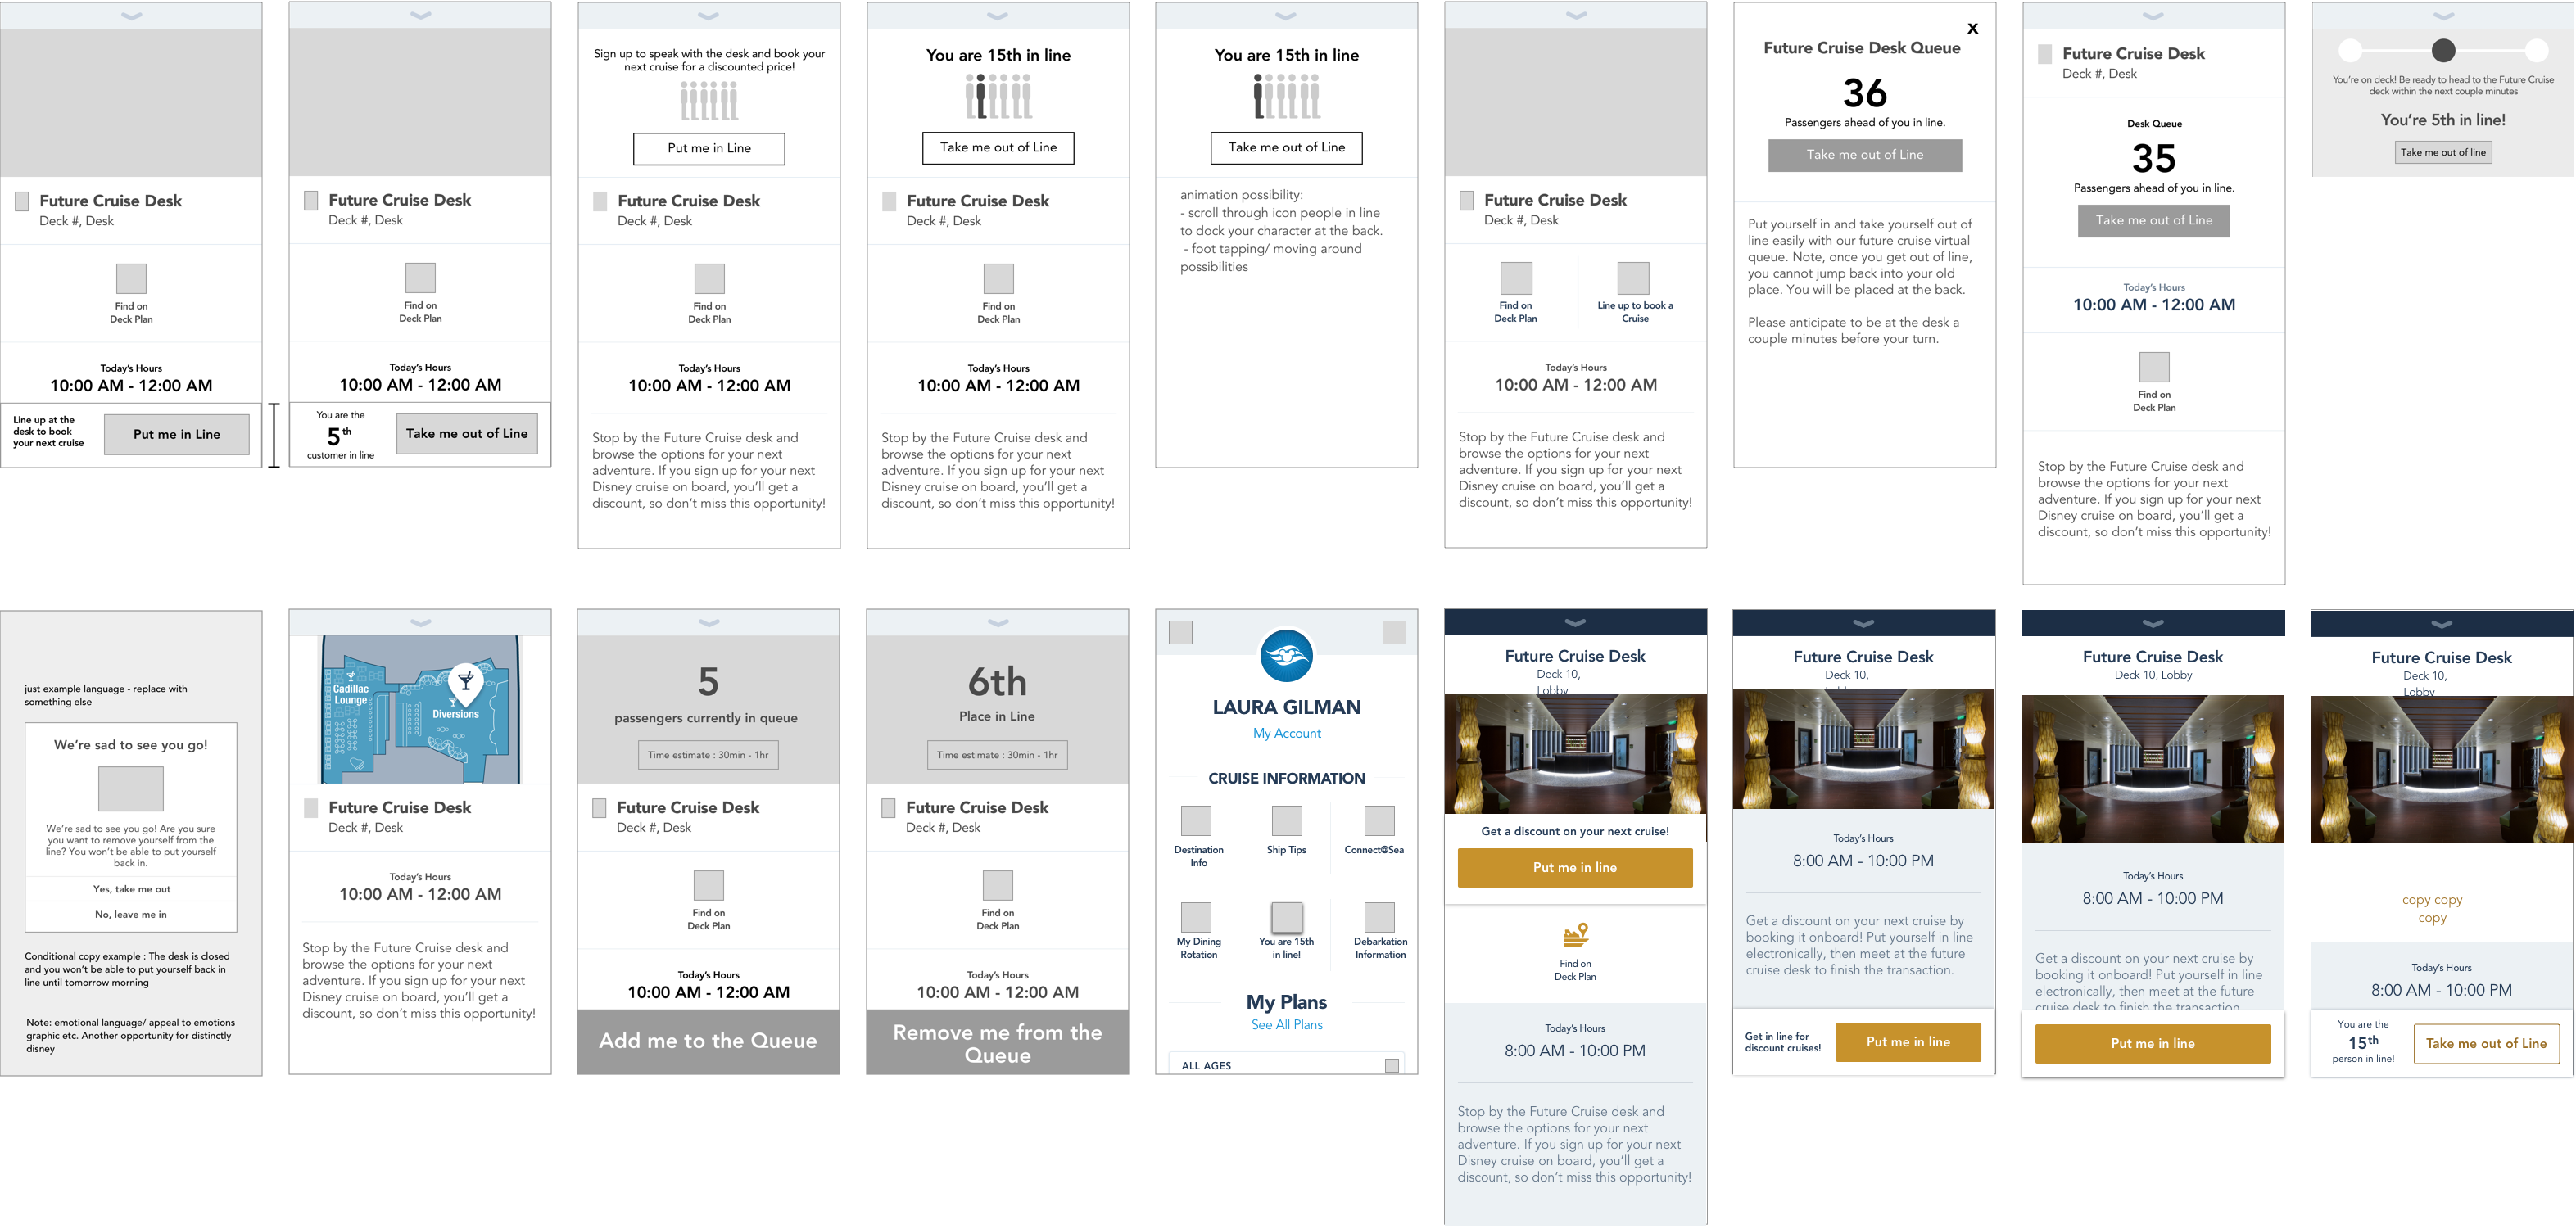 Future Cruise Desk
Deck #, Desk
Find on
Deck Plan
Today's Hours
10:00 AM - 12:00 AM
Line up at the
desk to book
your next cruise
Put me in Line
Future Cruise Desk
Deck #, Desk
Find on
Deck Plan
Today's Hours
10:00 AM - 12:00 AM
You are the
5th
customer in line
Take me out of Line
Sign up to speak with the desk and book your
next cruise for a discounted price!
Put me in Line
Future Cruise Desk
Deck #, Desk
Find on
Deck Plan
Today's Hours
10:00 AM - 12:00 AM
Stop by the Future Cruise desk and
browse the options for your next
adventure. If you sign up for your next
Disney cruise on board, you'll get a
discount, so don't miss this opportunity!
You are 15th in line
Take me out of Line
Future Cruise Desk
Deck #, Desk
Find on
Deck Plan
Today's Hours
10:00 AM - 12:00 AM
Stop by the Future Cruise desk and
browse the options for your next
adventure. If you sign up for your next
Disney cruise on board, you'll get a
discount, so don't miss this opportunity!
You are 15th in line
Take me out of Line
animation possibility:
- scroll through icon people in line
to dock your character at the back.
- foot tapping/ moving around
possibilities
Future Cruise Desk
Deck #, Desk
Find on
Deck Plan
Line up to book a
Cruise
Today's Hours
10:00 AM - 12:00 AM
Stop by the Future Cruise desk and
browse the options for your next
adventure. If you sign up for your next
Disney cruise on board, you'll get a
discount, so don't miss this opportunity!
X
Future Cruise Desk Queue
36
Passengers ahead of you in line.
Take me out of Line
Put yourself in and take yourself out of
line easily with our future cruise virtual
queue. Note, once you get out of line,
you cannot jump back into your old
place. You will be placed at the back.
Please anticipate to be at the desk a
couple minutes before your turn.
Future Cruise Desk
Deck #, Desk
Desk Queue
35
Passengers ahead of you in line.
Take me out of Line
Today's Hours
10:00 AM - 12:00 AM
Find on
Deck Plan
Stop by the Future Cruise desk and
browse the options for your next
adventure. If you sign up for your next
Disney cruise on board, you'll get a
discount, so don't miss this opportunity!
You're on deck! Be ready to head to the Future Cruise
deck within the next couple minutes
You're 5th in line!
Take me out of line
just example language - replace with
something else
We're sad to see you go!
We're sad to see you go! Are you sure
you want to remove yourself from the
line? You won't be able to put yourself
back in.
Yes, take me out
No, leave me in
Conditional copy example : The desk is closed
and you won't be able to put yourself back in
line until tomorrow morning
Note: emotional language/ appeal to emotions
graphic etc. Another opportunity for distinctly
disney
Cadillac
Lounge
Diversions
Future Cruise Desk
Deck #, Desk
Today's Hours
10:00 AM - 12:00 AM
Stop by the Future Cruise desk and
browse the options for your next
adventure. If you sign up for your next
Disney cruise on board, you'll get a
discount, so don't miss this opportunity!
5
passengers currently in queue
Time estimate : 30min - 1hr
Future Cruise Desk
Deck #, Desk
Find on
Deck Plan
Today's Hours
10:00 AM - 12:00 AM
Add me to the Queue
6th
Place in Line
Time estimate : 30min - 1hr
Future Cruise Desk
Deck #, Desk
Find on
Deck Plan
Today's Hours
10:00 AM - 12:00 AM
Remove me from the
Queue
LAURA GILMAN
My Account
CRUISE INFORMATION
Destination
Info
Ship Tips
Connect@Sea
My Dining
Rotation
You are 15th
in line!
Debarkation
Information
My Plans
See All Plans
ALL AGES
Future Cruise Desk
Deck 10,
Lobby
Get a discount on your next cruise!
Put me in line
Find on
Deck Plan
Today's Hours
8:00 AM - 10:00 PM
Stop by the Future Cruise desk and
browse the options for your next
adventure. If you sign up for your next
Disney cruise on board, you'll get a
discount, so don't miss this opportunity!
Future Cruise Desk
Deck 10,
Today's Hours
8:00 AM - 10:00 PM
Get a discount on your next cruise by
booking it onboard! Put yourself in line
electronically, then meet at the future
cruise desk to finish the transaction.
Get in line for
discount cruises!
Put me in line
Future Cruise Desk
Deck 10, Lobby
Today's Hours
8:00 AM - 10:00 PM
Get a discount on your next cruise by
booking it onboard! Put yourself in line
electronically, then meet at the future
cruise desk to finish the transaction
Put me in line
Future Cruise Desk
Deck 10,
Lobby
copy copy
copy
Today's Hours
8:00 AM - 10:00 PM
You are the
15th
person in line!
Take me out of Line